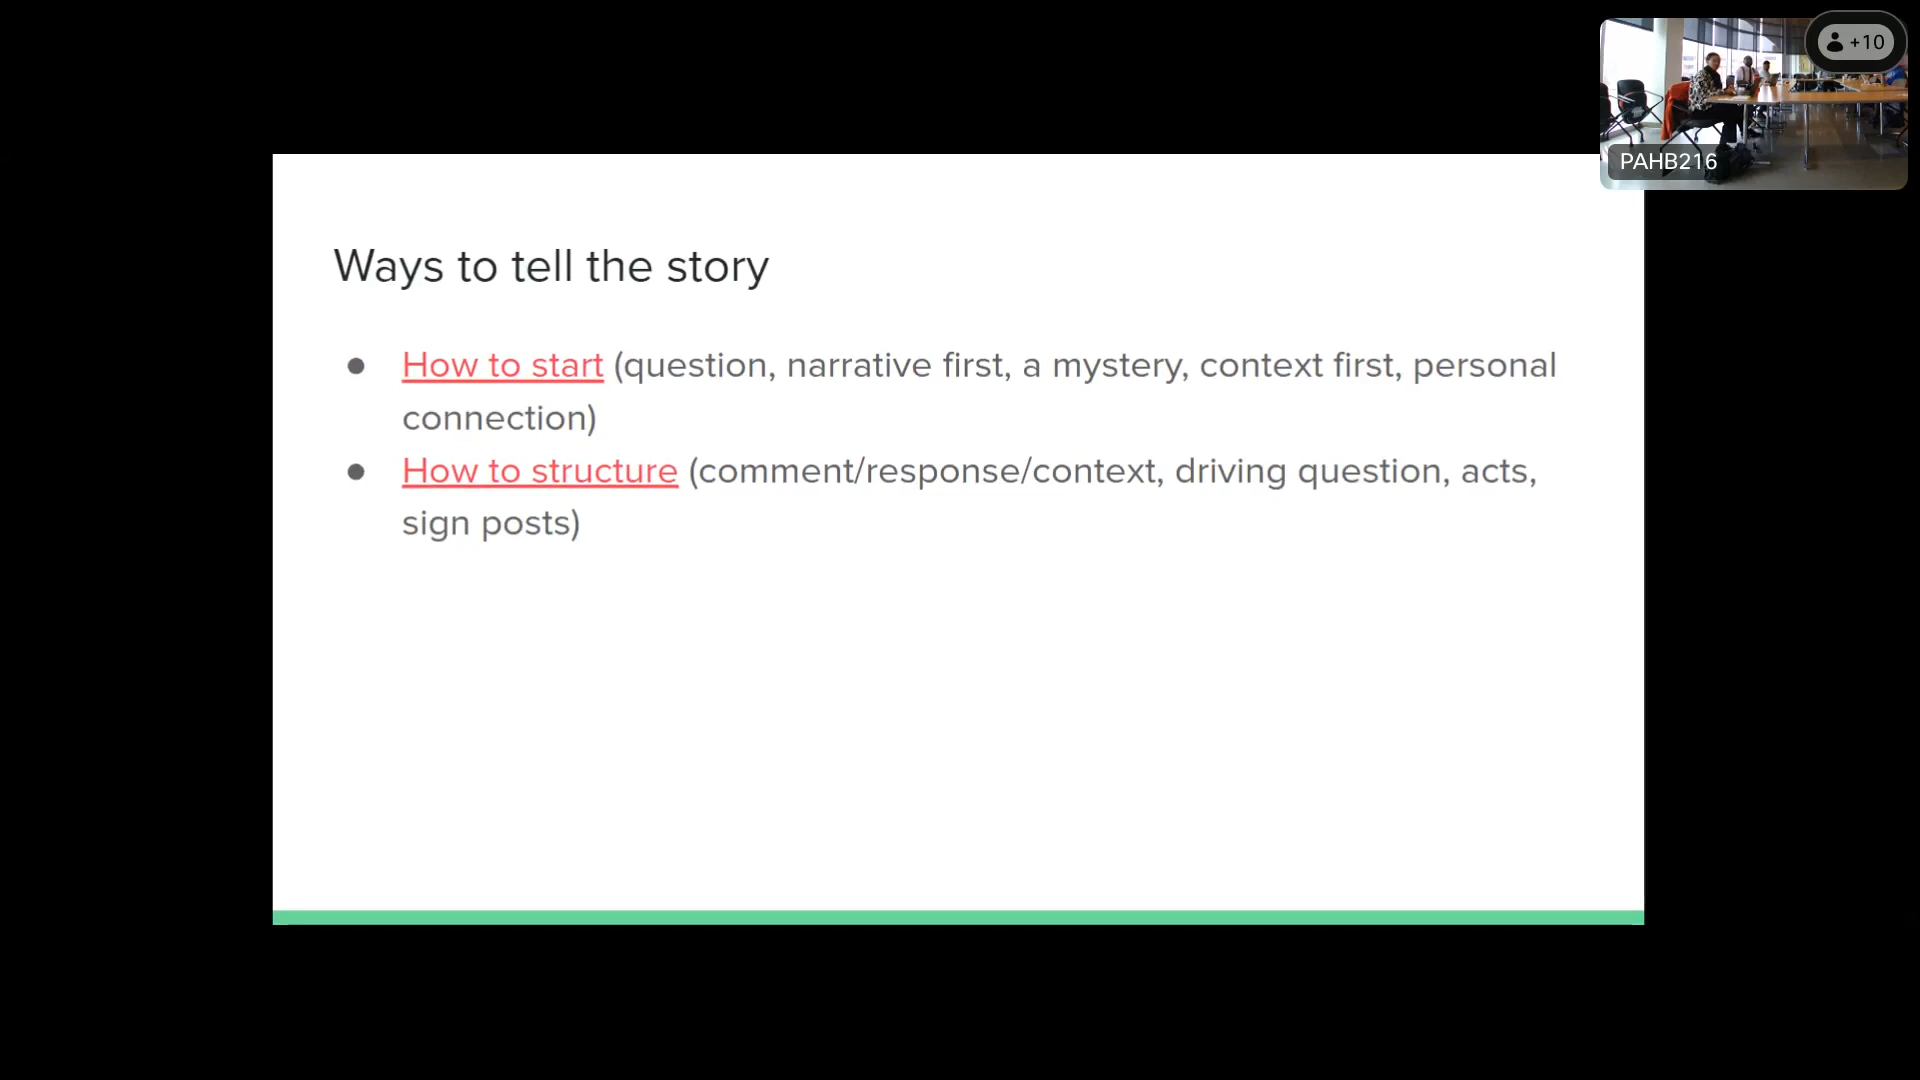 +10
PAHB216
Ways to tell the story
● How to start (question, narrative first, a mystery, context first, personal
connection)
● How to structure (comment/response/context, driving question, acts,
sign posts)